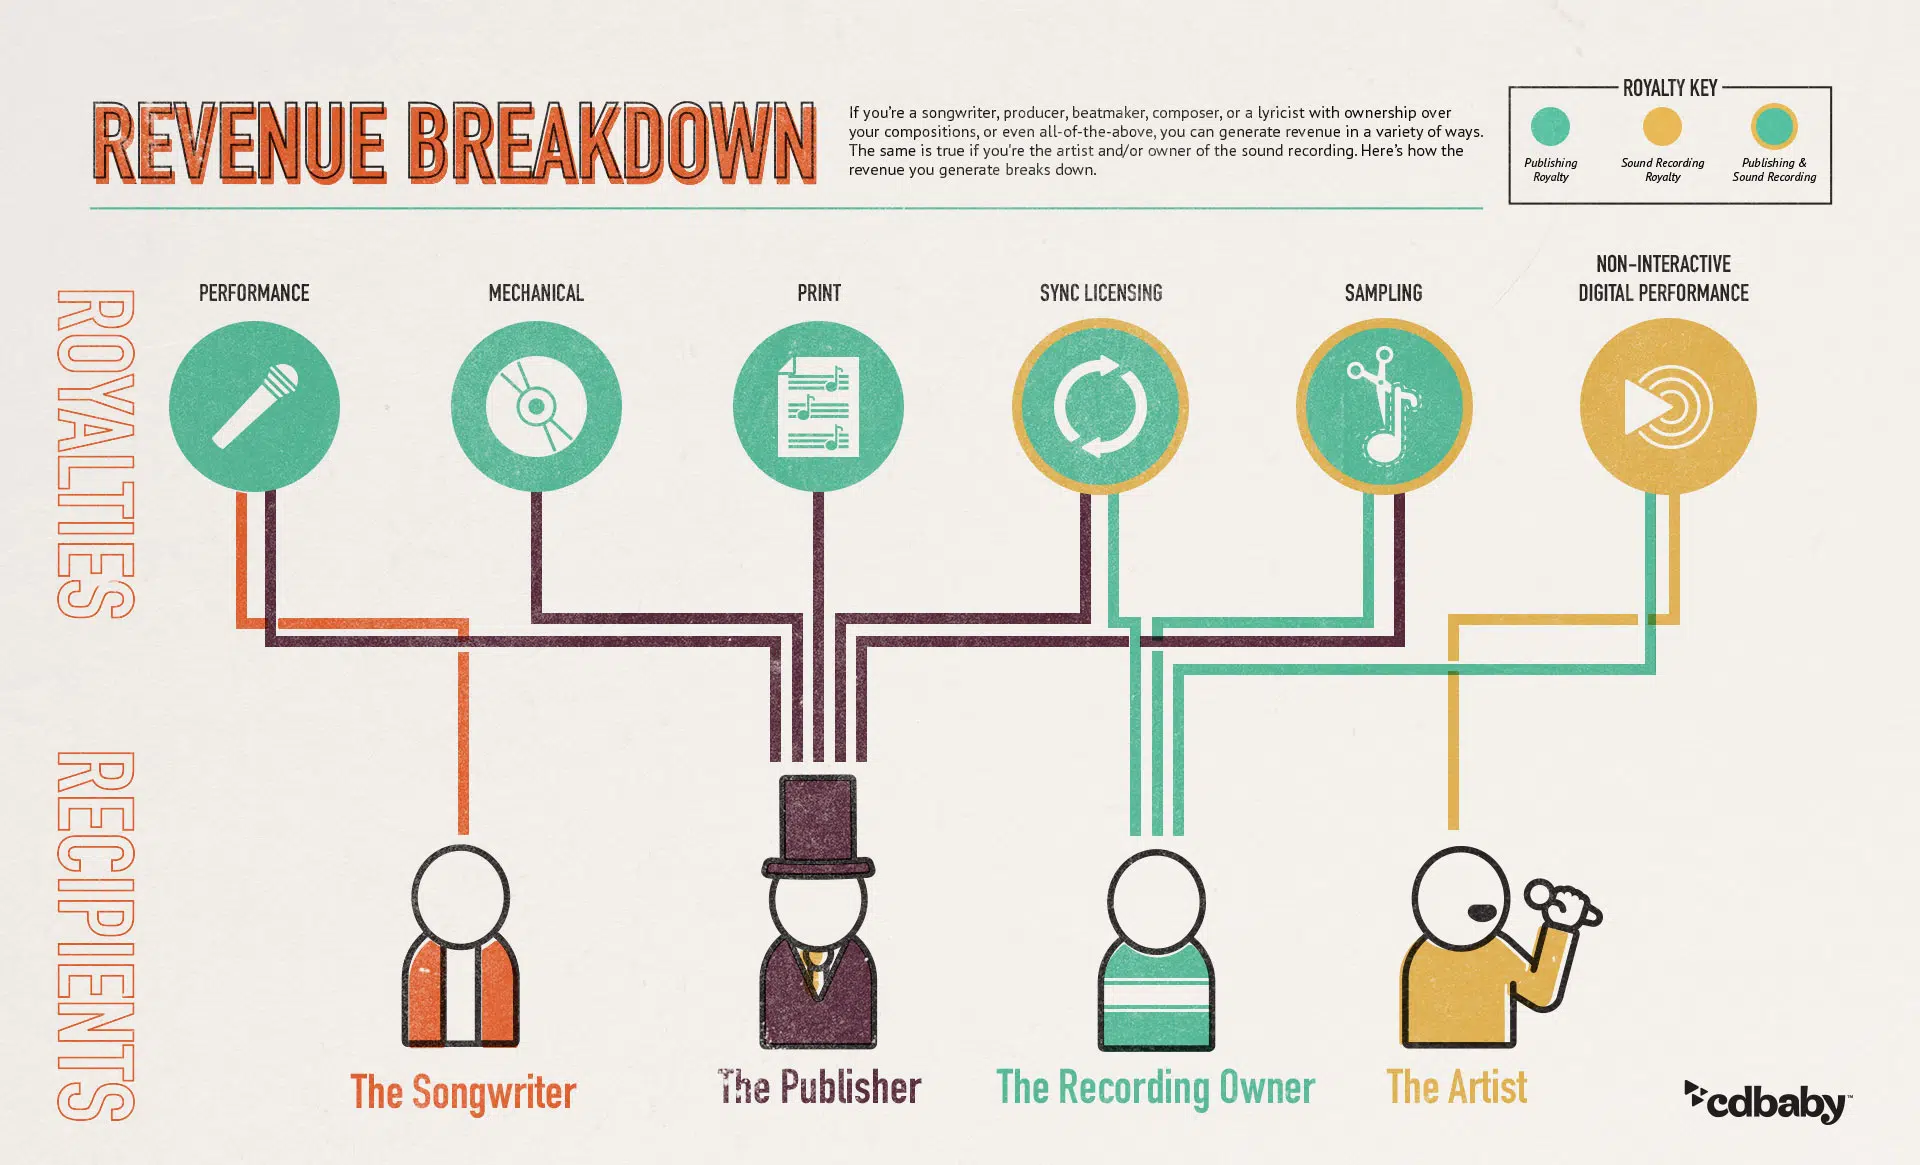 REVENUE BREAKDOWN
If you're a songwriter, producer, beatmaker, composer, or a lyricist with ownership over
your compositions, or even all-of-the-above, you can generate revenue in a variety of ways.
The same is true if you're the artist and/or owner of the sound recording. Here's how the
revenue you generate breaks down.
ROYALTY KEY
Publishing
Royalty
Sound Recording
Royalty
Publishing &
Sound Recording
ROYALTIES
PERFORMANCE
MECHANICAL
PRINT
SYNC LICENSING
SAMPLING
NON-INTERACTIVE
DIGITAL PERFORMANCE
RECIPIENTS
The Songwriter
The Publisher
The Recording Owner
The Artist
cdbaby™